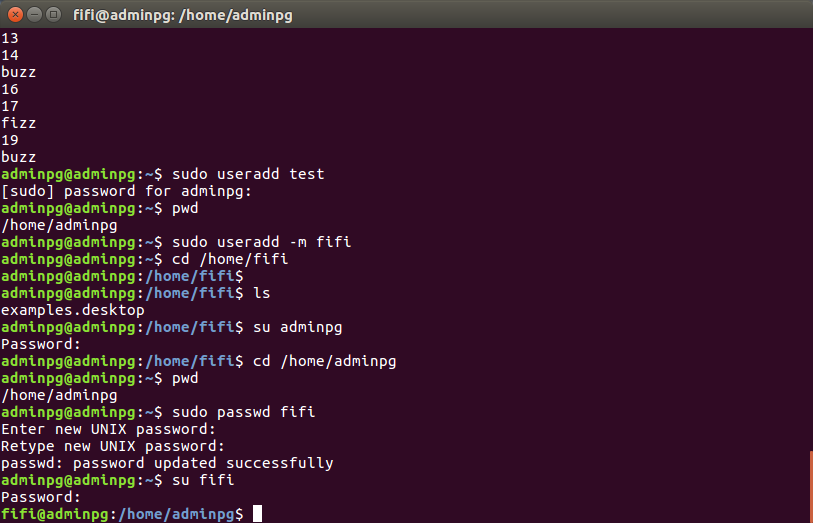 fifi@adminpg: /home/adminpg
13
14
buzz
16
17
fizz
19
buzz
adminpg@adminpg:~$ sudo useradd test
[sudo] password for adminpg:
adminpg@adminpg:~$ pwd
/home/adminpg
adminpg@adminpg:~$ sudo useradd -m fifi
adminpg@adminpg:~$ cd /home/fifi
adminpg@adminpg:/home/fifi$
adminpg@adminpg:/home/fifi$ ls
examples.desktop
adminpg@adminpg:/home/fifi$ su adminpg
Password:
adminpg@adminpg:/home/fifi$ cd /home/adminpg
adminpg@adminpg:~$ pwd
/home/adminpg
adminpg@adminpg:~$ sudo passwd fifi
Enter new UNIX password:
Retype new UNIX password:
passwd: password updated successfully
adminpg@adminpg:~$ su fifi
Password:
fifi@adminpg:/home/adminpg$